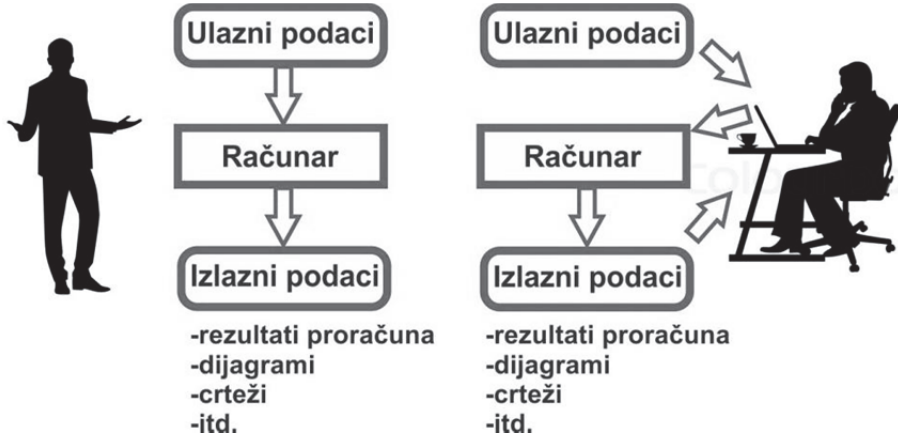 Ulazni podaci
Računar
Izlazni podaci
-rezultati proračuna
-dijagrami
-crteži
-itd.
Ulazni podaci
Računar
Izlazni podaci
-rezultati proračuna
-dijagrami
-crteži
-itd.